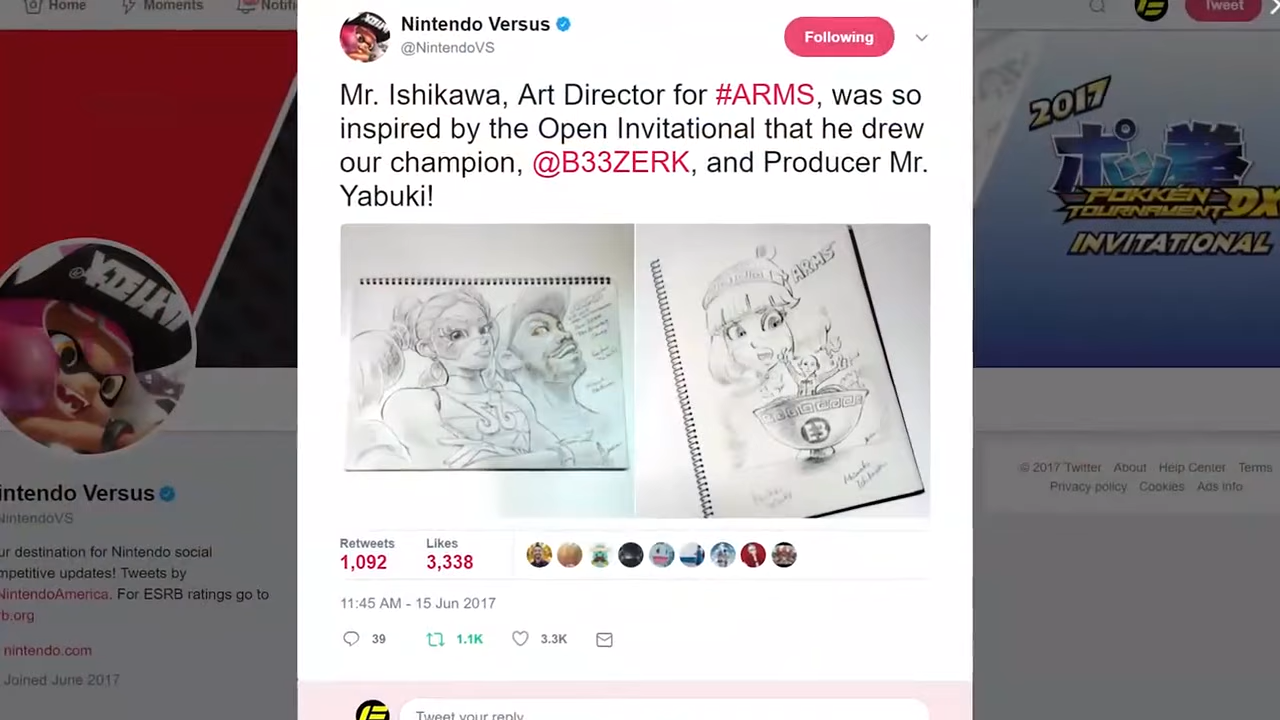 Home
Moments
Notifi
Tweet
Nintendo Versus
@NintendoVS
Following
Mr. Ishikawa, Art Director for #ARMS, was so
inspired by the Open Invitational that he drew
our champion, @B33ZERK, and Producer Mr.
Yabuki!
ARMS
2017
ポッ拳
POKKÉN
TOURNAMENT DX
INVITATIONAL
intendo Versus
intendoVS
ur destination for Nintendo social
mpetitive updates! Tweets by
NintendoAmerica. For ESRB ratings go to
rb.org
nintendo.com
Joined June 2017
Retweets
Likes
1,092
3,338
11:45 AM - 15 Jun 2017
39
1.1K
3.3K
Tweet your reply
© 2017 Twitter About Help Center Terms
Privacy policy Cookies Ads info